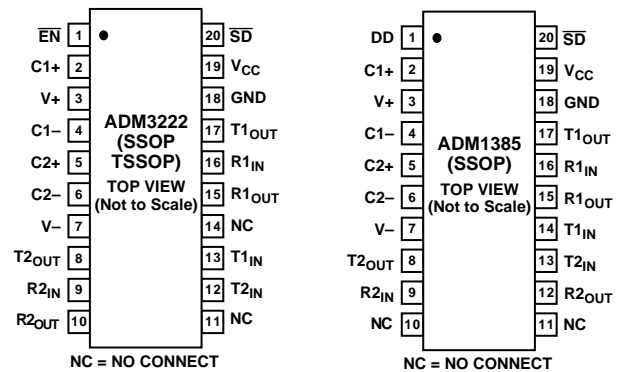 EN 1 20 SD
C1+ 2 19 VCC
V+ 3 18 GND
C1– 4 17 T1OUT
C2+ 5 16 R1IN
C2– 6 15 R1OUT
V– 7 14 NC
T2OUT 8 13 T1IN
R2IN 9 12 T2IN
R2OUT 10 11 NC
ADM3222
(SSOP
TSSOP)
TOP VIEW
(Not to Scale)
NC = NO CONNECT
DD 1 20 SD
C1+ 2 19 VCC
V+ 3 18 GND
C1– 4 17 T1OUT
C2+ 5 16 R1IN
C2– 6 15 R1OUT
V– 7 14 T1IN
T2OUT 8 13 T2IN
R2IN 9 12 R2OUT
NC 10 11 NC
ADM1385
(SSOP)
TOP VIEW
(Not to Scale)
NC = NO CONNECT